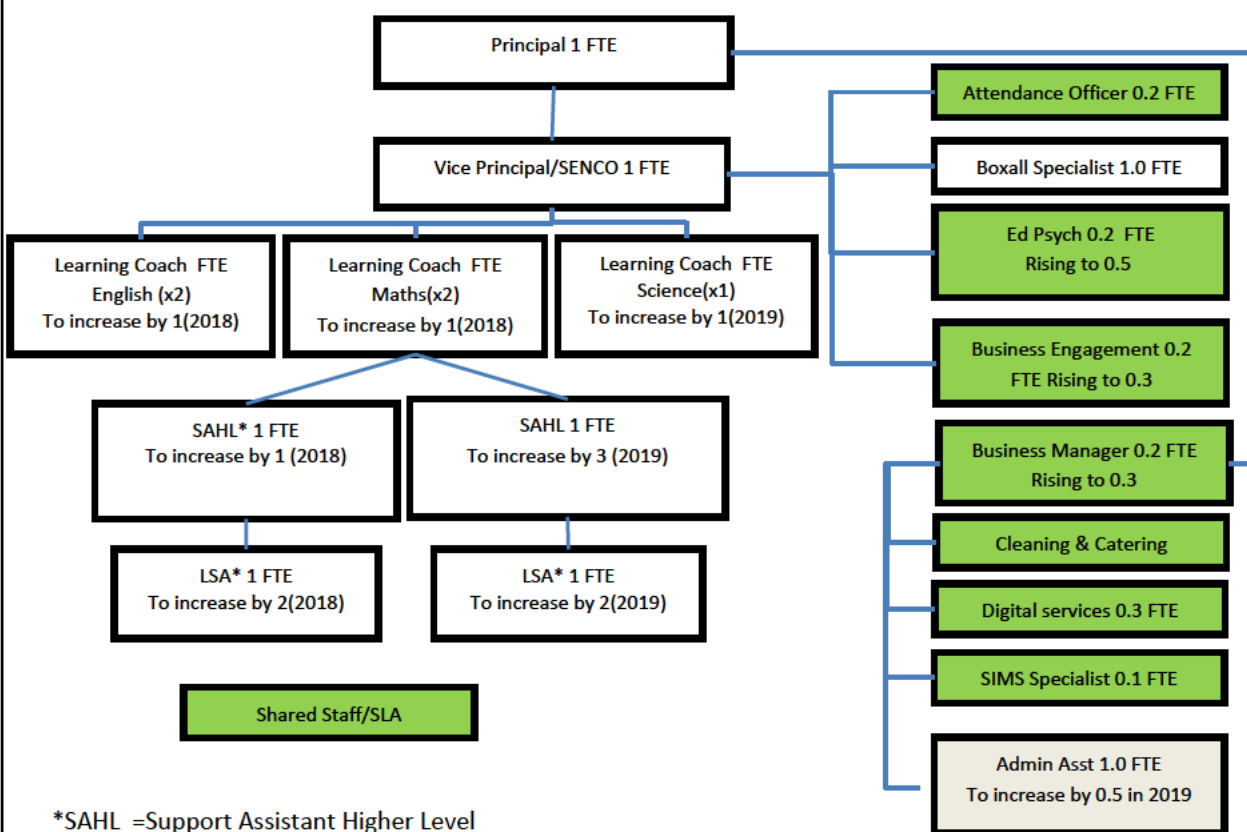 Principal 1 FTE
Vice Principal/SENCO 1 FTE
Learning Coach FTE
English (x2)
To increase by 1(2018)
Learning Coach FTE
Maths(x2)
To increase by 1(2018)
Learning Coach FTE
Science(x1)
To increase by 1(2019)
SAHL* 1 FTE
To increase by 1 (2018)
SAHL 1 FTE
To increase by 3 (2019)
LSA* 1 FTE
To increase by 2(2018)
LSA* 1 FTE
To increase by 2(2019)
Shared Staff/SLA
*SAHL =Support Assistant Higher Level
Attendance Officer 0.2 FTE
Boxall Specialist 1.0 FTE
Ed Psych 0.2 FTE
Rising to 0.5
Business Engagement 0.2
FTE Rising to 0.3
Business Manager 0.2 FTE
Rising to 0.3
Cleaning & Catering
Digital services 0.3 FTE
SIMS Specialist 0.1 FTE
Admin Asst 1.0 FTE
To increase by 0.5 in 2019